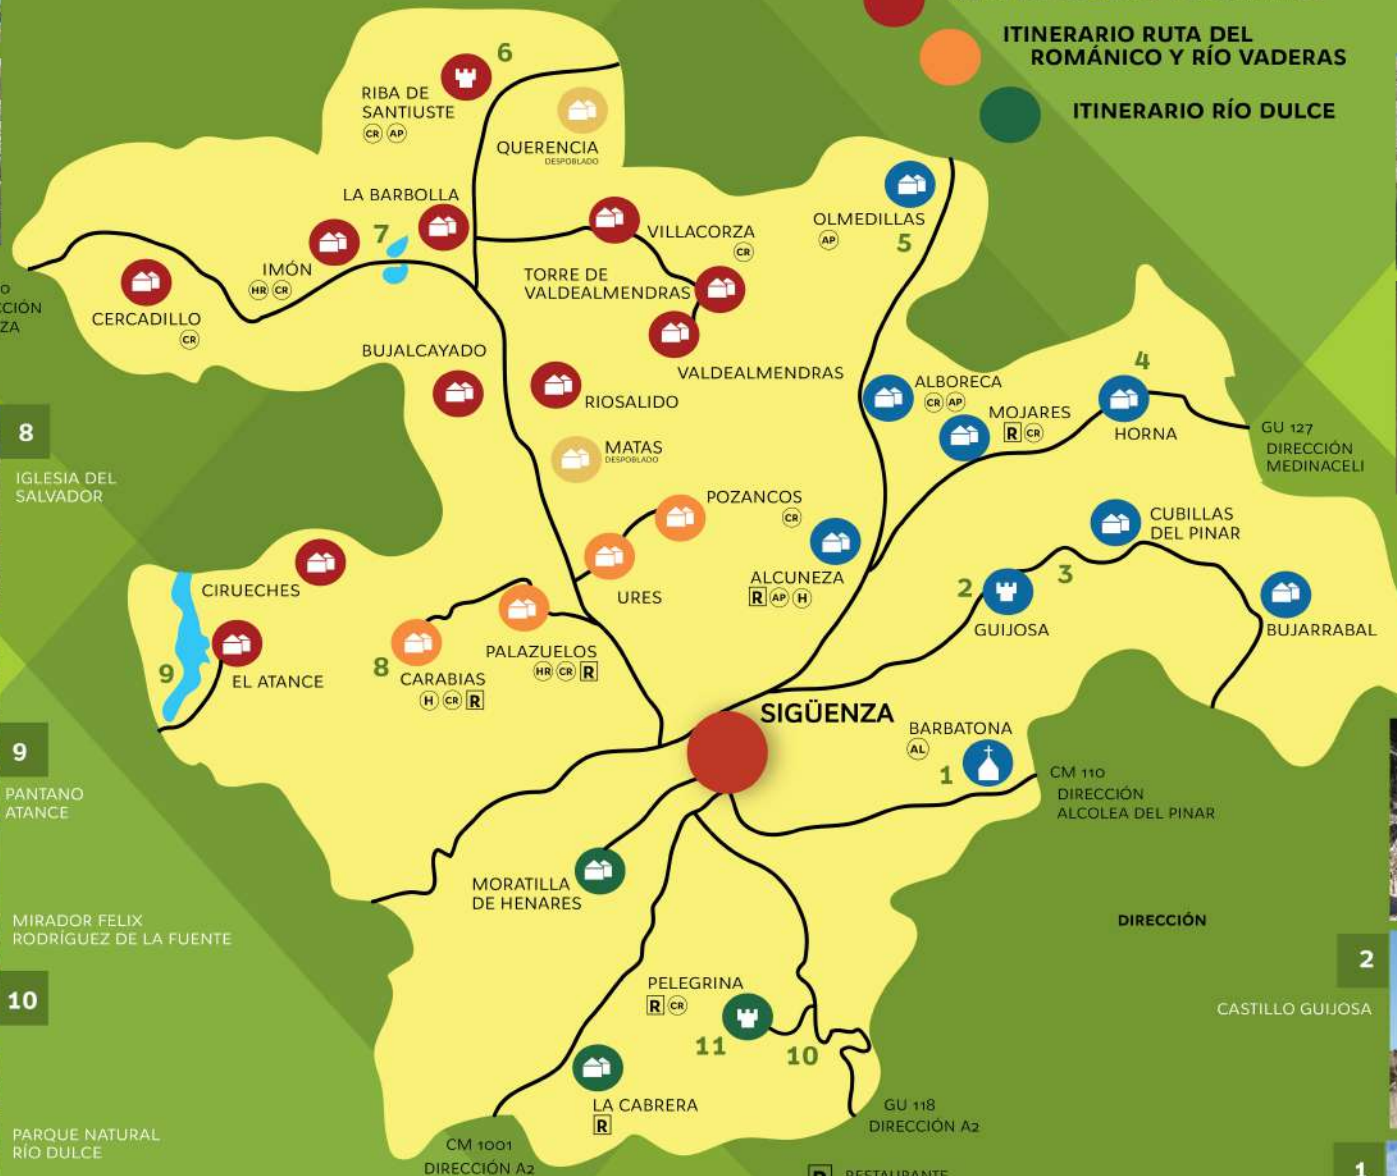 ITINERARIO RUTA DEL
ROMÁNICO Y RÍO VADERAS
ITINERARIO RÍO DULCE
6
RIBA DE
SANTIUSTE
CR AP
QUERENCIA
DESPOBLADO
LA BARBOLLA
7
IMÓN
HR CR
CERCADILLO
CR
VILLACORZA
CR
TORRE DE
VALDEALMENDRAS
VALDEALMENDRAS
OLMEDILLAS
AP
5
BUJALCAYADO
RIOSALIDO
MATAS
DESPOBLADO
ALBORECA
CR AP
MOJARES
R CR
4
HORNA
GU 127
DIRECCIÓN
MEDINACELI
8
IGLESIA DEL
SALVADOR
POZANCOS
CR
URES
ALCUNEZA
R AP H
CUBILLAS
DEL PINAR
2
3
GUIJOSA
BUJARRABAL
CIRUECHES
9
EL ATANCE
8
CARABIAS
H CR R
PALAZUELOS
HR CR R
SIGÜENZA
BARBATONA
AL
1
CM 110
DIRECCIÓN
ALCOLEA DEL PINAR
9
PANTANO
ATANCE
MORATILLA
DE HENARES
MIRADOR FELIX
RODRÍGUEZ DE LA FUENTE
DIRECCIÓN
2
CASTILLO GUIJOSA
10
PELEGRINA
R CR
11
10
LA CABRERA
R
GU 118
DIRECCIÓN A2
CM 1001
DIRECCIÓN A2
PARQUE NATURAL
RÍO DULCE
R RESTAURANTE
1